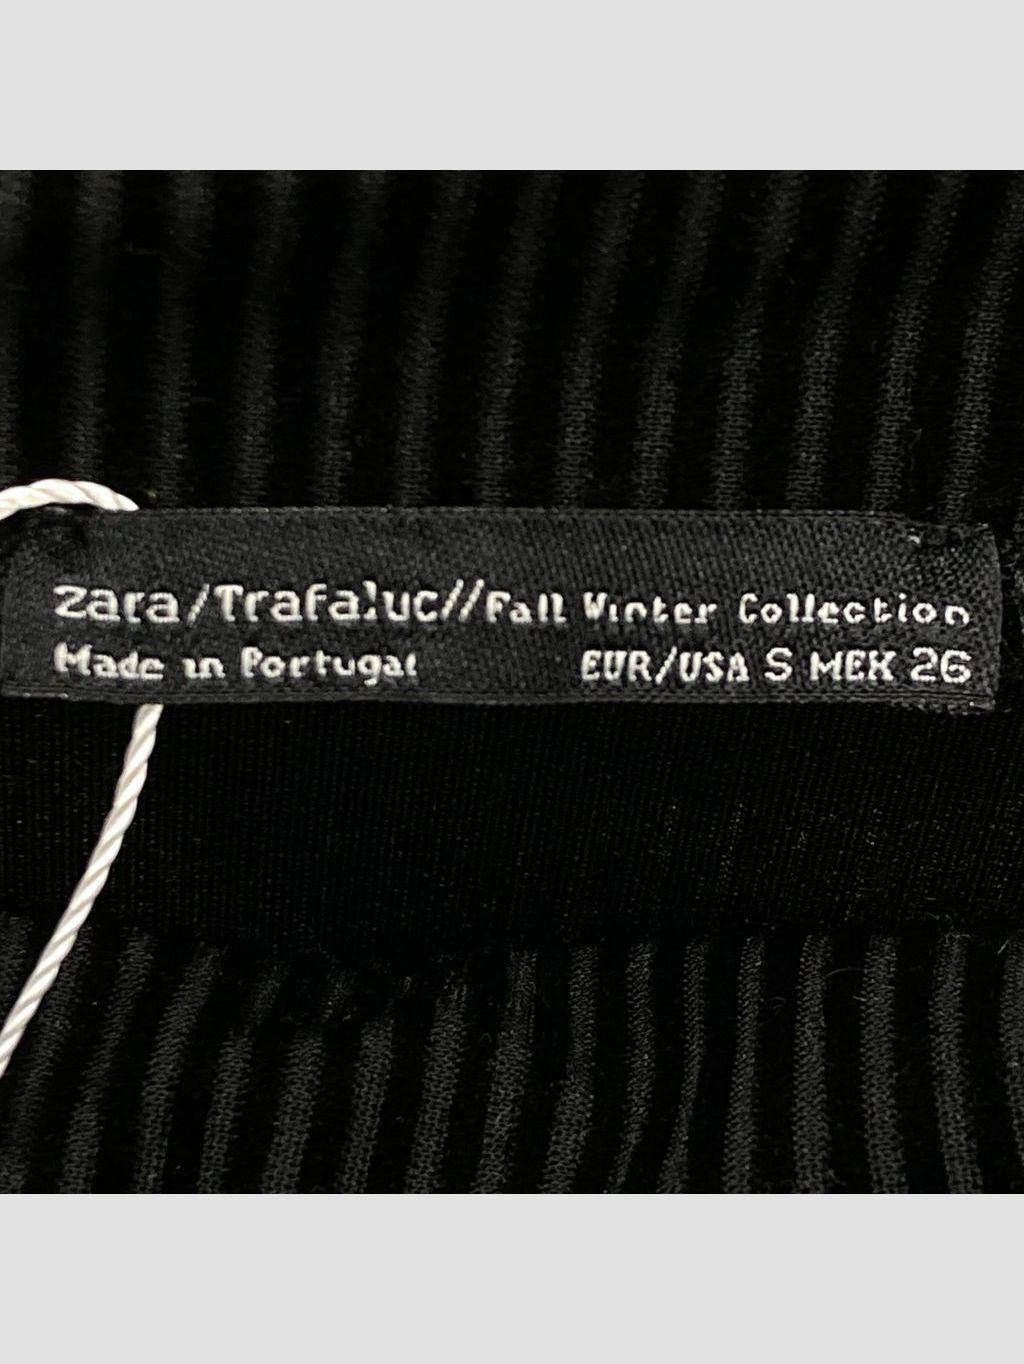 Zara/Trafaluc//Fall Winter Collection
Made in Portugal EUR/USA S MEX 26